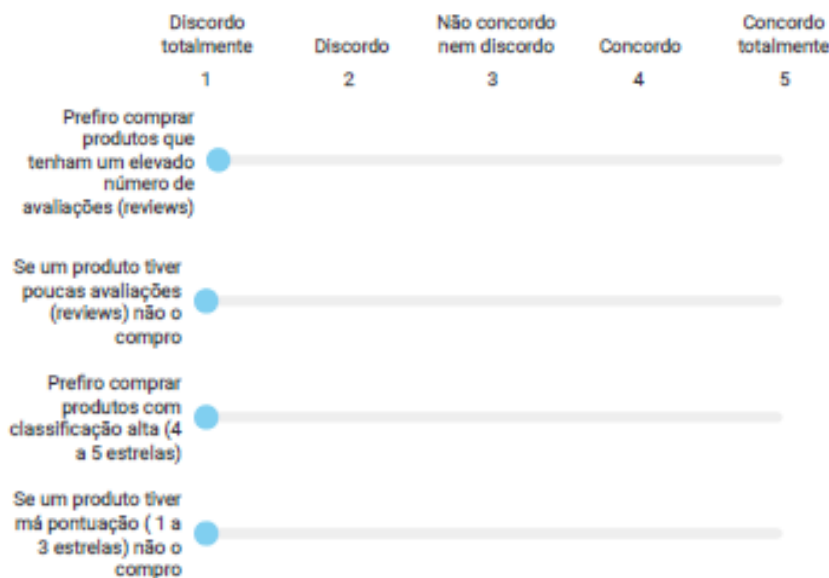 Discordo
totalmente
Discordo
Não concordo
nem discordo
Concordo
Concordo
totalmente
1
2
3
4
5
Prefiro comprar
produtos que
tenham um elevado
número de
avaliações (reviews)
Se um produto tiver
poucas avaliações
(reviews) não o
compro
Prefiro comprar
produtos com
classificação alta (4
a 5 estrelas)
Se um produto tiver
má pontuação ( 1 a
3 estrelas) não o
compro